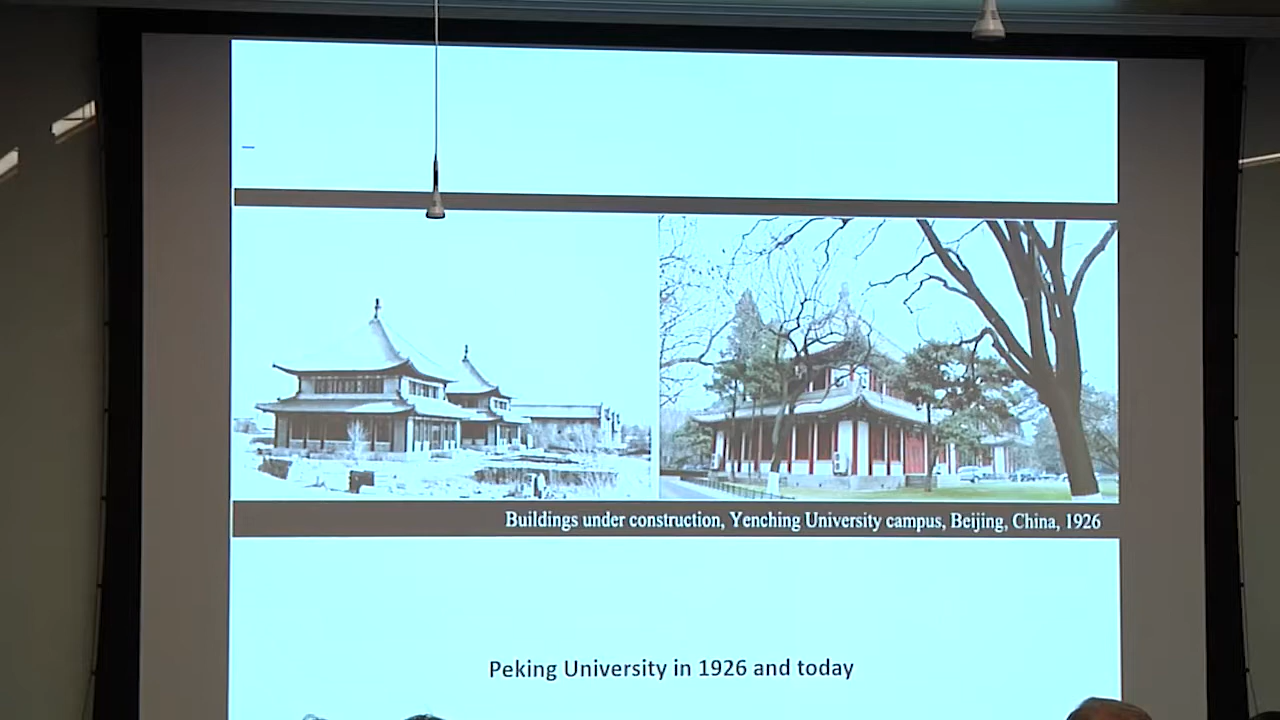 Buildings under construction, Yenching University campus, Beijing, China, 1926
Peking University in 1926 and today